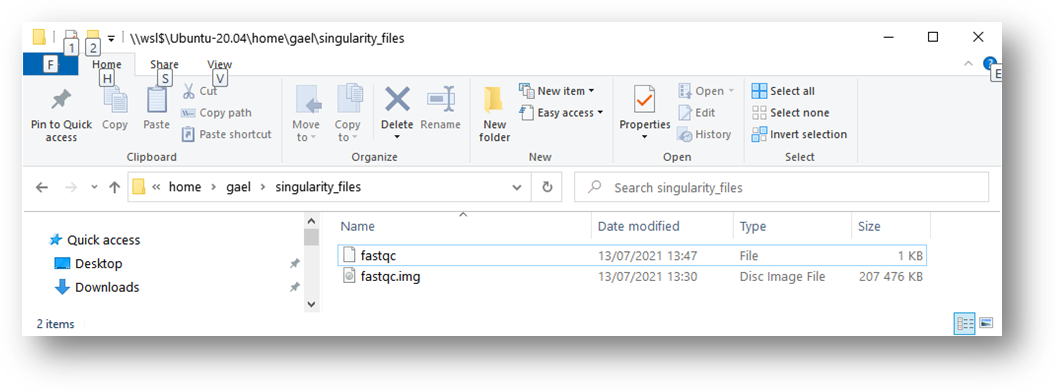 \\wsl$\Ubuntu-20.04\home\gael\singularity_files
1 2
F Home Share View
H S V E
Pin to Quick access
Copy
Paste
Cut
Copy path
Paste shortcut
Clipboard
Move to
Copy to
Delete
Rename
Organize
New folder
New item
Easy access
New
Properties
Open
Edit
History
Open
Select all
Select none
Invert selection
Select
« home > gael > singularity_files
Search singularity_files
Quick access
Desktop
Downloads
Name Date modified Type Size
fastqc 13/07/2021 13:47 File 1 KB
fastqc.img 13/07/2021 13:30 Disc Image File 207 476 KB
2 items